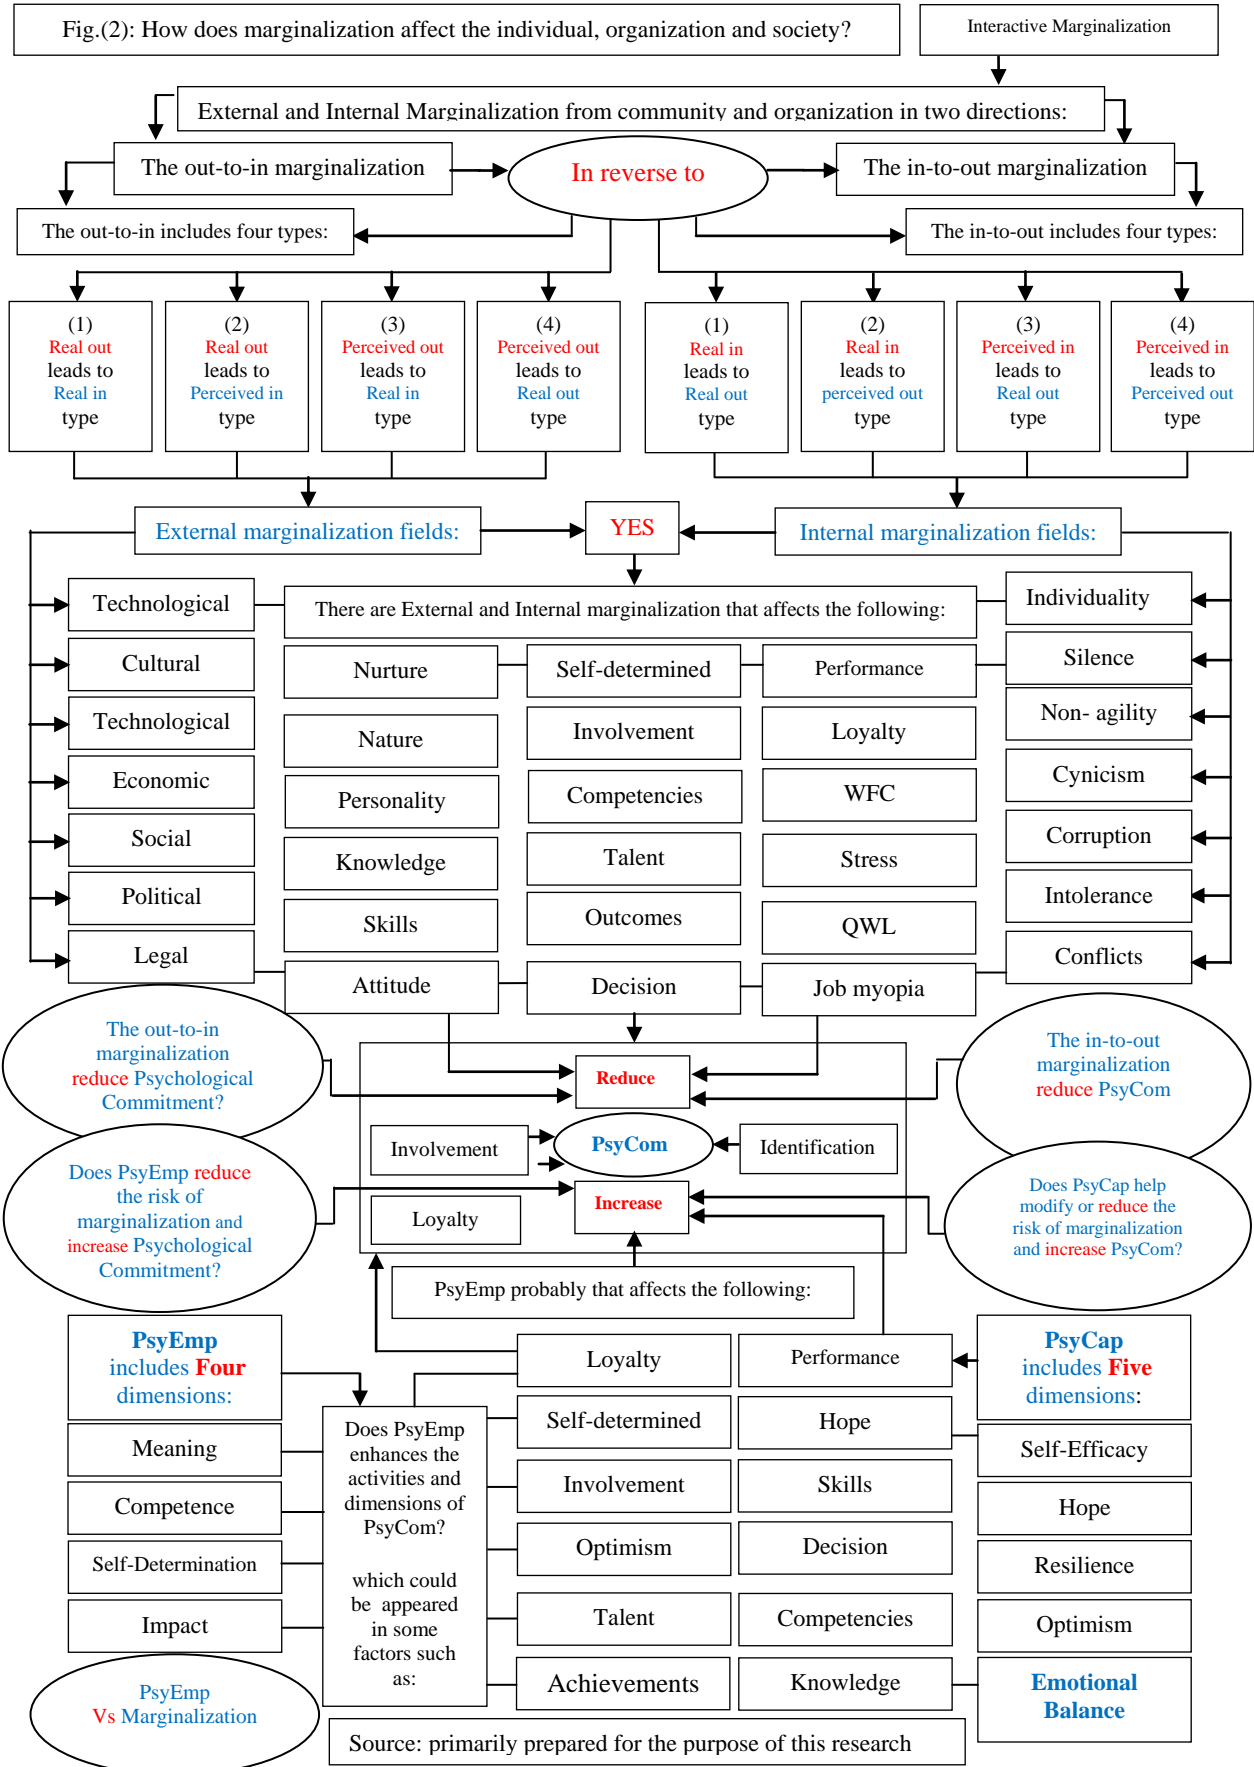 Fig.(2): How does marginalization affect the individual, organization and society?
Interactive Marginalization
External and Internal Marginalization from community and organization in two directions:
The out-to-in marginalization
In reverse to
The in-to-out marginalization
The out-to-in includes four types:
The in-to-out includes four types:
(1)
Real out
leads to
Real in
type
(2)
Real out
leads to
Perceived in
type
(3)
Perceived out
leads to
Real in
type
(4)
Perceived out
leads to
Real out
type
(1)
Real in
leads to
Real out
type
(2)
Real in
leads to
perceived out
type
(3)
Perceived in
leads to
Real out
type
(4)
Perceived in
leads to
Perceived out
type
External marginalization fields:
YES
Internal marginalization fields:
There are External and Internal marginalization that affects the following:
Technological
Cultural
Technological
Economic
Social
Political
Legal
Nurture
Nature
Personality
Knowledge
Skills
Attitude
Self-determined
Involvement
Competencies
Talent
Outcomes
Decision
Performance
Loyalty
WFC
Stress
QWL
Job myopia
Individuality
Silence
Non- agility
Cynicism
Corruption
Intolerance
Conflicts
The out-to-in
marginalization
reduce Psychological
Commitment?
Reduce
The in-to-out
marginalization
reduce PsyCom
Involvement
PsyCom
Identification
Does PsyEmp reduce
the risk of
marginalization and
increase Psychological
Commitment?
Loyalty
Increase
Does PsyCap help
modify or reduce the
risk of marginalization
and increase PsyCom?
PsyEmp probably that affects the following:
PsyEmp
includes Four
dimensions:
Meaning
Competence
Self-Determination
Impact
PsyEmp
Vs Marginalization
Does PsyEmp
enhances the
activities and
dimensions of
PsyCom?
which could
be appeared
in some
factors such
as:
Loyalty
Self-determined
Involvement
Optimism
Talent
Achievements
Performance
Hope
Skills
Decision
Competencies
Knowledge
PsyCap
includes Five
dimensions:
Self-Efficacy
Hope
Resilience
Optimism
Emotional
Balance
Source: primarily prepared for the purpose of this research